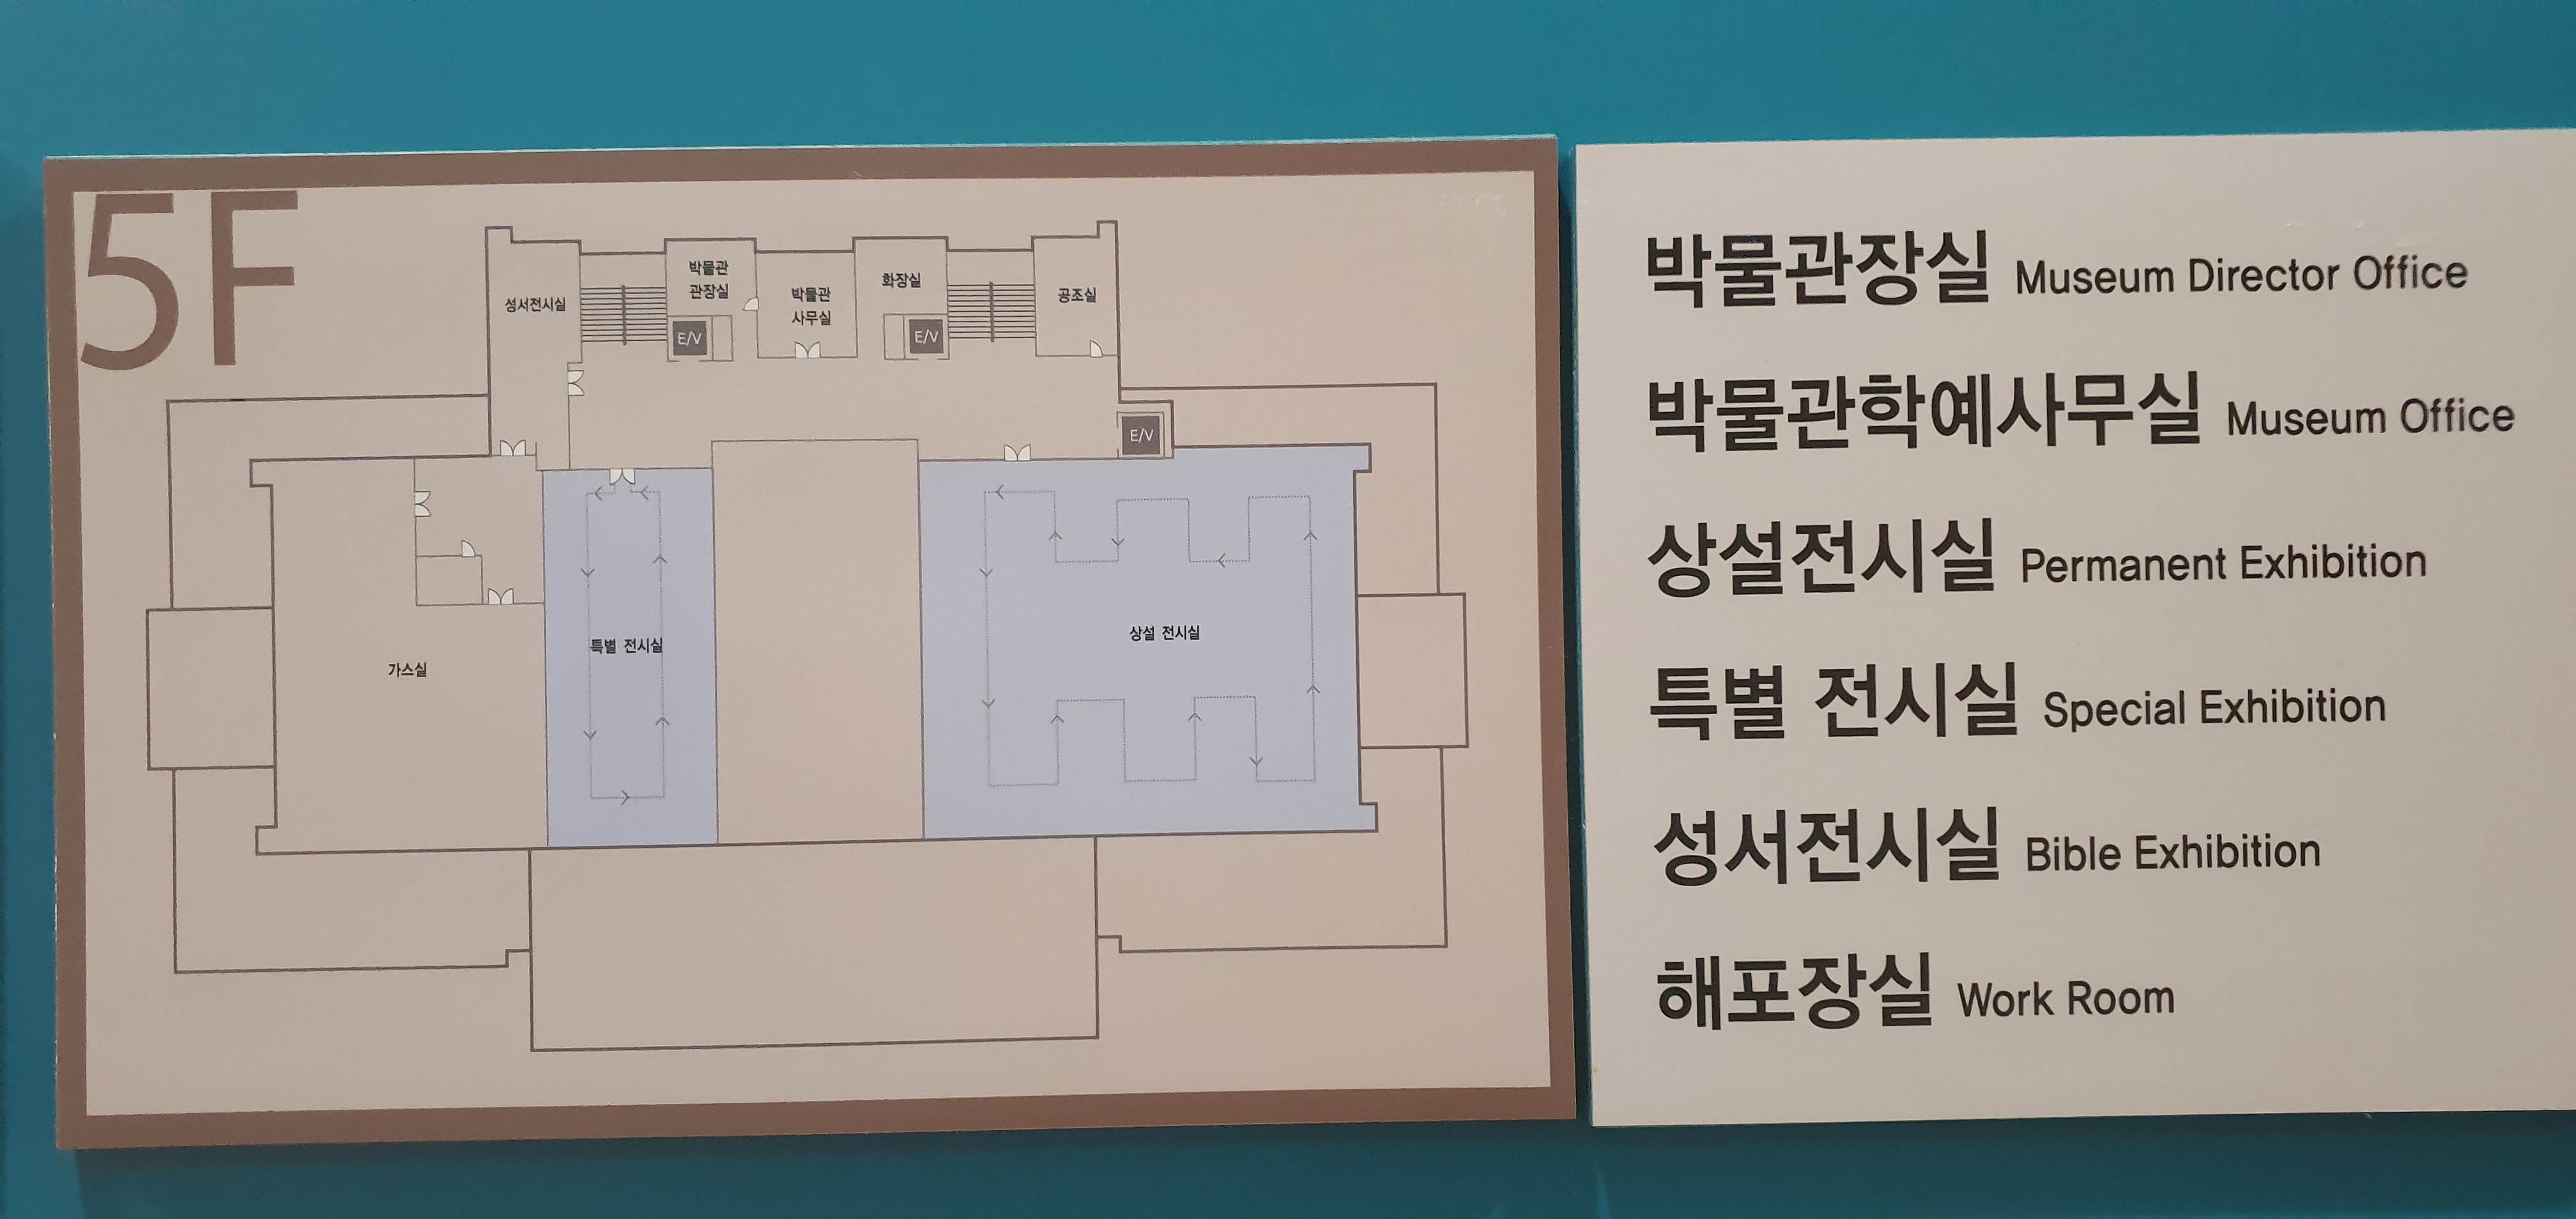 5F
성서전시실
박물관
관장실
박물관
사무실
화장실
공조실
E/V
E/V
E/V
가스실
특별 전시실
상설 전시실
박물관장실 Museum Director Office
박물관학예사무실 Museum Office
상설전시실 Permanent Exhibition
특별 전시실 Special Exhibition
성서전시실 Bible Exhibition
해포장실 Work Room